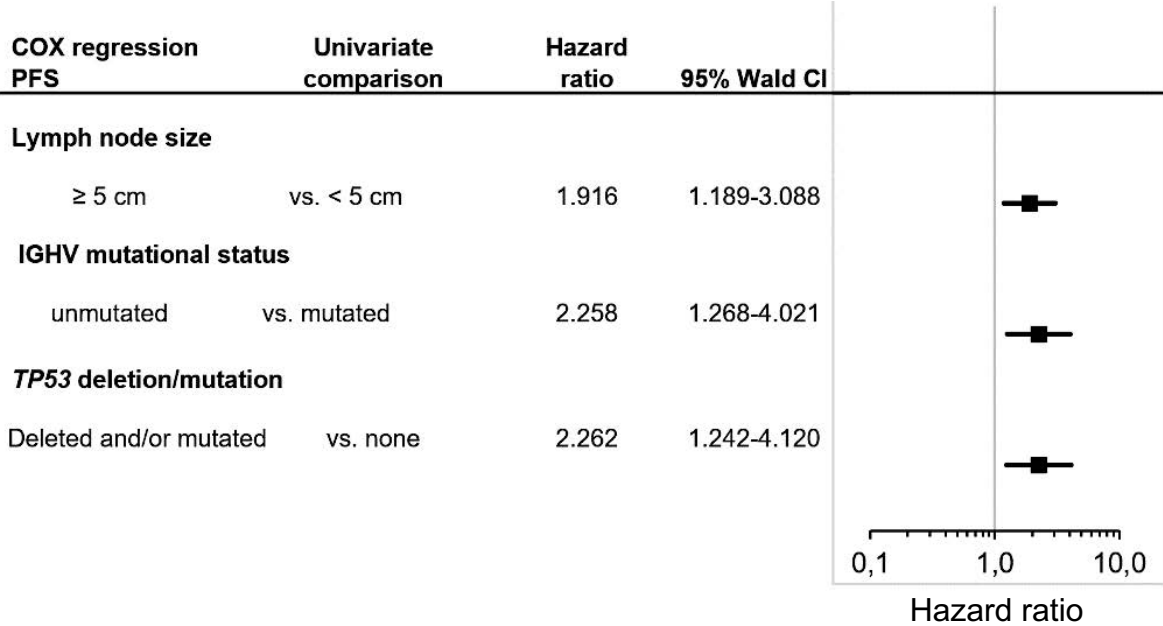 COX regression Univariate Hazard
PFS comparison ratio 95% Wald CI
Lymph node size
≥ 5 cm vs. < 5 cm 1.916 1.189-3.088
IGHV mutational status
unmutated vs. mutated 2.258 1.268-4.021
TP53 deletion/mutation
Deleted and/or mutated vs. none 2.262 1.242-4.120
0,1 1,0 10,0
Hazard ratio